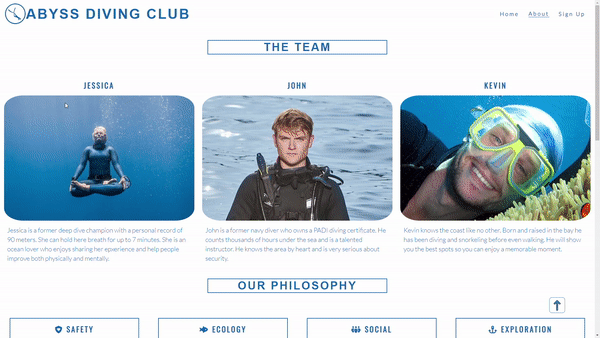 ABYSS DIVING CLUB
Home About Sign Up
THE TEAM
JESSICA
JOHN
KEVIN
Jessica is a former deep dive champion with a personal record of
90 meters. She can hold here breath for up to 7 minutes. She is an
ocean lover who enjoys sharing her experience and help people
improve both physically and mentally.
John is a former navy diver who owns a PADI diving certificate. He
counts thousands of hours under the sea and is a talented
instructor. He knows the area by heart and is very serious about
security.
Kevin knows the coast like no other. Born and raised in the bay he
has been diving and snorkeling before even walking. He will show
you the best spots so you can enjoy a memorable moment.
OUR PHILOSOPHY
SAFETY
ECOLOGY
SOCIAL
EXPLORATION